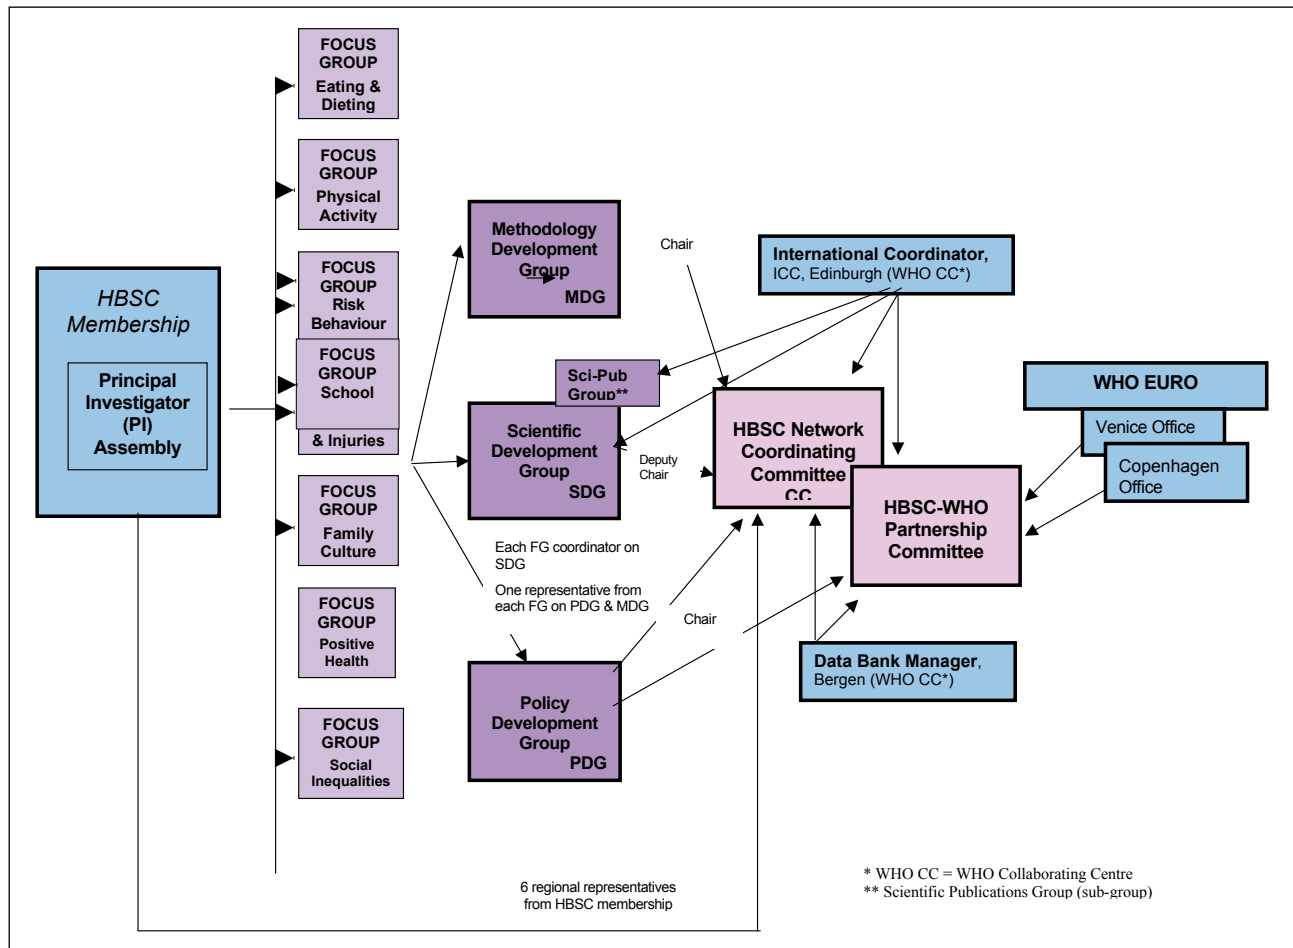 HBSC
Membership
Principal
Investigator
(PI)
Assembly
FOCUS
GROUP
Eating &
Dieting
FOCUS
GROUP
Physical
Activity
FOCUS
GROUP
Risk
Behaviour
FOCUS
GROUP
School
& Injuries
FOCUS
GROUP
Family
Culture
FOCUS
GROUP
Positive
Health
FOCUS
GROUP
Social
Inequalities
Methodology
Development
Group
MDG
Sci-Pub
Group**
Scientific
Development
Group
SDG
Each FG coordinator on
SDG
One representative from
each FG on PDG & MDG
Policy
Development
Group
PDG
Chair
Deputy
Chair
Chair
International Coordinator,
ICC, Edinburgh (WHO CC*)
HBSC Network
Coordinating
Committee
CC
HBSC-WHO
Partnership
Committee
WHO EURO
Venice Office
Copenhagen
Office
Data Bank Manager,
Bergen (WHO CC*)
6 regional representatives
from HBSC membership
* WHO CC = WHO Collaborating Centre
** Scientific Publications Group (sub-group)